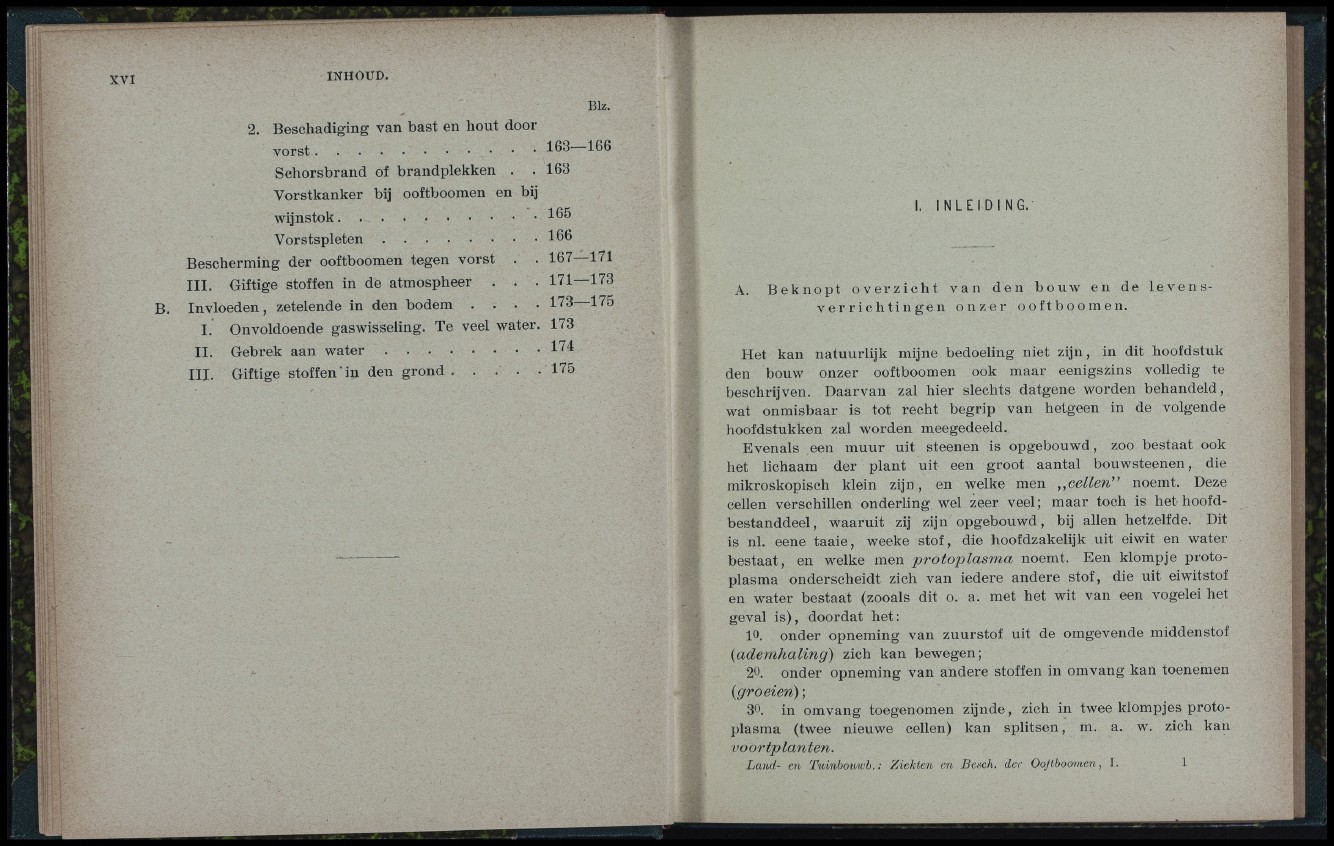 XVI INHOUD.
Blz.
2. Beschadiging van bast en hout door
vorst . . . . . . . . . . . 163—166
Schorsbrand of brandplekken . . 163
Vorstkanker bij ooftboomen en bij
wijnstok . . . . . . . . . . 165
Vorstspleten . . . . . . . . 166
Bescherming der ooftboomen tegen vorst . . 167—171
III. Giftige stoffen in de atmospheer . . . 171—173
B. Invloeden, zetelende in den bodem . . . . 173—175
I. Onvoldoende gaswisseling. Te veel water. 173
II. Gebrek aan water . . . . . . . . 174
III. Giftige stoffen in den grond . . . . . 175
I. INLEIDING.
A. Beknopt overzicht van den bouw en de levens-
verrichtingen onzer ooftboomen.
Het kan natuurlijk mijne bedoeling niet zijn, in dit hoofdstuk
den bouw onzer ooftboomen ook maar eenigszins volledig te
beschrijven. Daarvan zal hier slechts datgene worden behandeld,
wat onmisbaar is tot recht begrip van hetgeen in de volgende
hoofdstukken zal worden meegedeeld.
Evenals een muur uit steenen is opgebouwd, zoo bestaat ook
het lichaam der plant uit een groot aantal bouwsteenen, die
mikroskopisch klein zijn, en welke men „cellen” noemt. Deze
cellen verschillen onderling wel zeer veel; maar toch is het hoofd-
bestanddeel, waaruit zij zijn opgebouwd, bij allen hetzelfde. Dit
is nl. eene taaie, weeke stof, die hoofdzakelijk uit eiwit en water
bestaat, en welke men protoplasma noemt. Een klompje proto-
plasma onderscheidt zich van iedere andere stof, die uit eiwitstof
en water bestaat (zooals dit o. a. met het wit van een vogelei het
geval is), doordat het:
1º. onder opneming van zuurstof uit de omgevende middenstof
(ademhaling) zich kan bewegen;
2º. onder opneming van andere stoffen in omvang kan toenemen
(groeien);
3º. in omvang toegenomen zijnde, zich in twee klompjes proto-
plasma (twee nieuwe cellen) kan splitsen, m. a. w. zich kan
voortplanten.
Land- en Tuinbouwb.: Ziekten en Besch. der Ooftboomen, I. 1